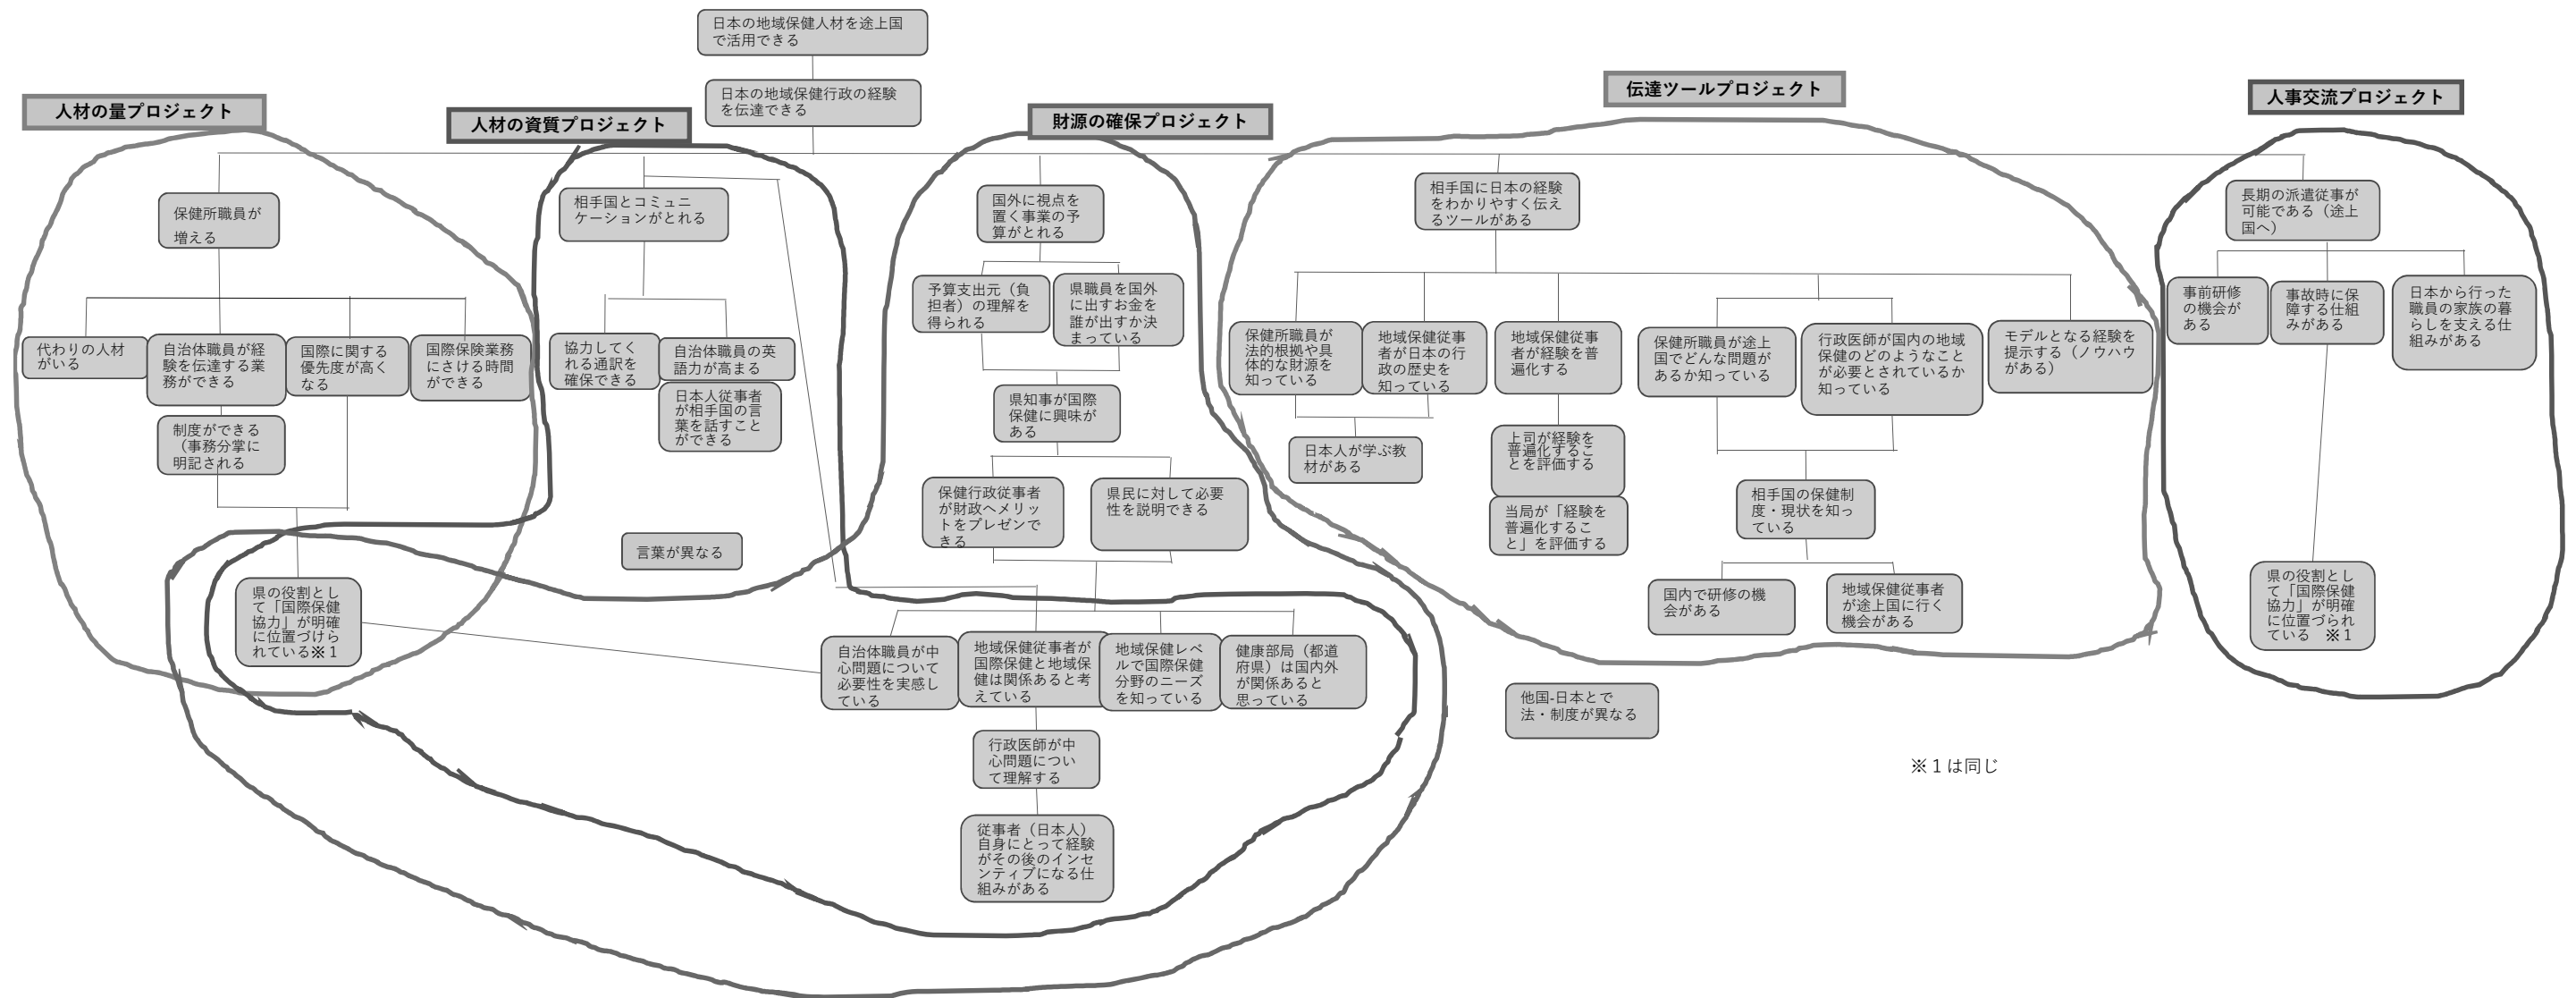 日本の地域保健人材を途上国
で活用できる
日本の地域保健行政の経験
を伝達できる
人材の量プロジェクト
人材の資質プロジェクト
財源の確保プロジェクト
伝達ツールプロジェクト
人事交流プロジェクト
保健所職員が
増える
代わりの人材
がいる
自治体職員が経
験を伝達する業
務ができる
国際に関する
優先度が高く
なる
国際保険業務
にさける時間
ができる
制度ができる
（事務分掌に
明記される
県の役割とし
て「国際保健
協力」が明確
に位置づけら
れている※１
相手国とコミュニ
ケーションがとれる
協力してく
れる通訳を
確保できる
自治体職員の英
語力が高まる
日本人従事者
が相手国の言
葉を話すこと
ができる
言葉が異なる
国外に視点を
置く事業の予
算がとれる
予算支出元（負
担者）の理解を
得られる
県職員を国外
に出すお金を
誰が出すか決
まっている
県知事が国際
保健に興味が
ある
保健行政従事者
が財政へメリッ
トをプレゼンで
きる
県民に対して必要
性を説明できる
自治体職員が中
心問題について
必要性を実感し
ている
地域保健従事者が
国際保健と地域保
健は関係あると考
えている
地域保健レベ
ルで国際保健
分野のニーズ
を知っている
健康部局（都道
府県）は国内外
が関係あると
思っている
行政医師が中
心問題につい
て理解する
従事者（日本人）
自身にとって経験
がその後のインセ
ンティブになる仕
組みがある
相手国に日本の経験
をわかりやすく伝え
るツールがある
保健所職員が
法的根拠や具
体的な財源を
知っている
地域保健従事
者が日本の行
政の歴史を
知っている
地域保健従事
者が経験を普
遍化する
保健所職員が途上
国でどんな問題が
あるか知っている
行政医師が国内の地域
保健のどのようなこと
が必要とされているか
知っている
モデルとなる経験を
提示する（ノウハウ
がある）
日本人が学ぶ教
材がある
上司が経験を
普遍化するこ
とを評価する
当局が「経験を
普遍化するこ
と」を評価する
相手国の保健制
度・現状を知っ
ている
国内で研修の機
会がある
地域保健従事者
が途上国に行く
機会がある
他国-日本とで
法・制度が異なる
長期の派遣従事が
可能である（途上
国へ）
事前研修
の機会が
ある
事故時に保
障する仕組
みがある
日本から行った
職員の家族の暮
らしを支える仕
組みがある
県の役割とし
て「国際保健
協力」が明確
に位置づられ
ている　※１
※１は同じ